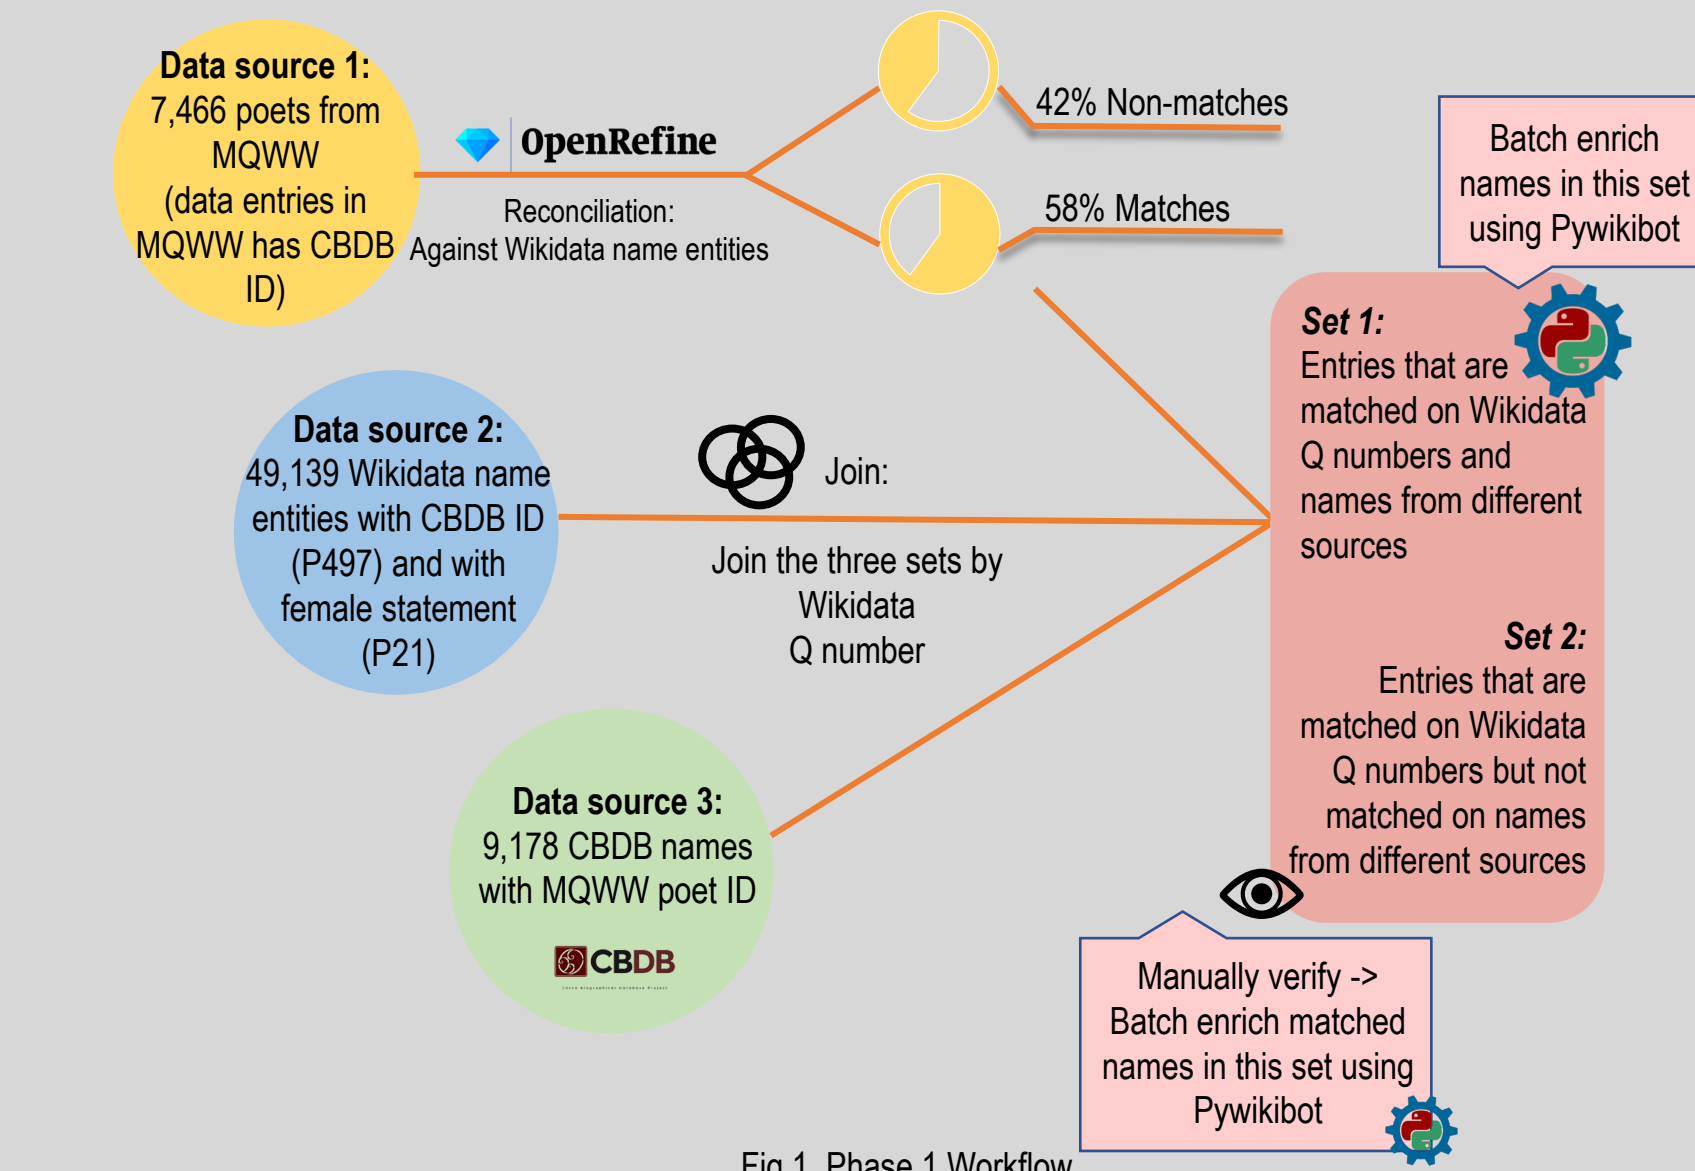 Data source 1:
7,466 poets from
MQWW
(data entries in
MQWW has CBDB
ID)
OpenRefine
Reconciliation:
Against Wikidata name entities
42% Non-matches
58% Matches
Batch enrich
names in this set
using Pywikibot
Data source 2:
49,139 Wikidata name
entities with CBDB ID
(P497) and with
female statement
(P21)
Join:
Join the three sets by
Wikidata
Q number
Set 1:
Entries that are
matched on Wikidata
Q numbers and
names from different
sources
Set 2:
Entries that are
matched on Wikidata
Q numbers but not
matched on names
from different sources
Data source 3:
9,178 CBDB names
with MQWW poet ID
CBDB
China Biographical Database Project
Manually verify ->
Batch enrich matched
names in this set using
Pywikibot
Fig 1. Phase 1 Workflow